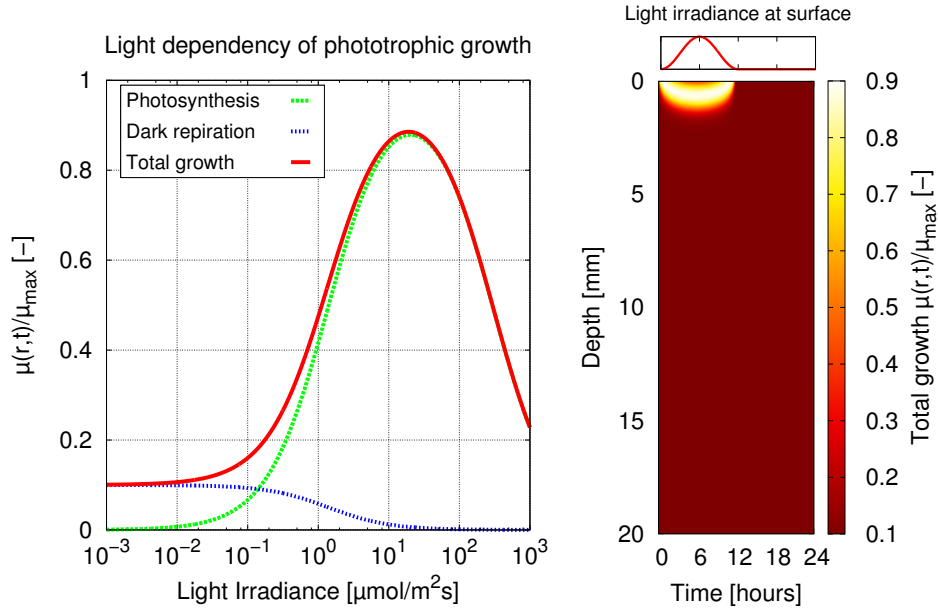 Light dependency of phototrophic growth
Photosynthesis
Dark repiration
Total growth
1
0.8
0.6
0.4
0.2
0
10⁻³ 10⁻² 10⁻¹ 10⁰ 10¹ 10² 10³
Light Irradiance [μmol/m²s]
μ(r,t)/μmax [−]
Light irradiance at surface
0
5
10
15
20
Depth [mm]
0 6 12 18 24
Time [hours]
0.9
0.8
0.7
0.6
0.5
0.4
0.3
0.2
0.1
Total growth μ(r,t)/μmax [−]